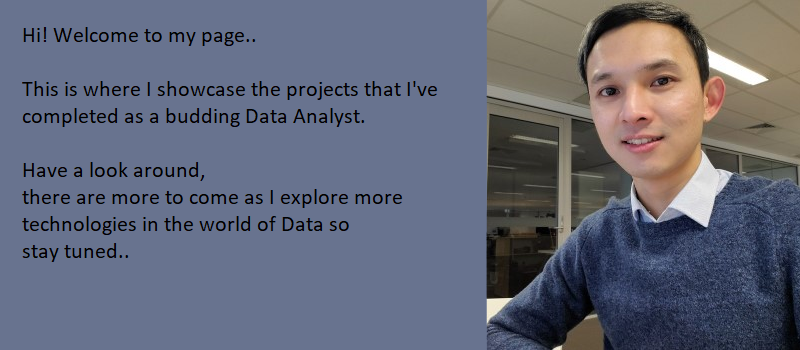 Hi! Welcome to my page..
This is where I showcase the projects that I've
completed as a budding Data Analyst.
Have a look around,
there are more to come as I explore more
technologies in the world of Data so
stay tuned..